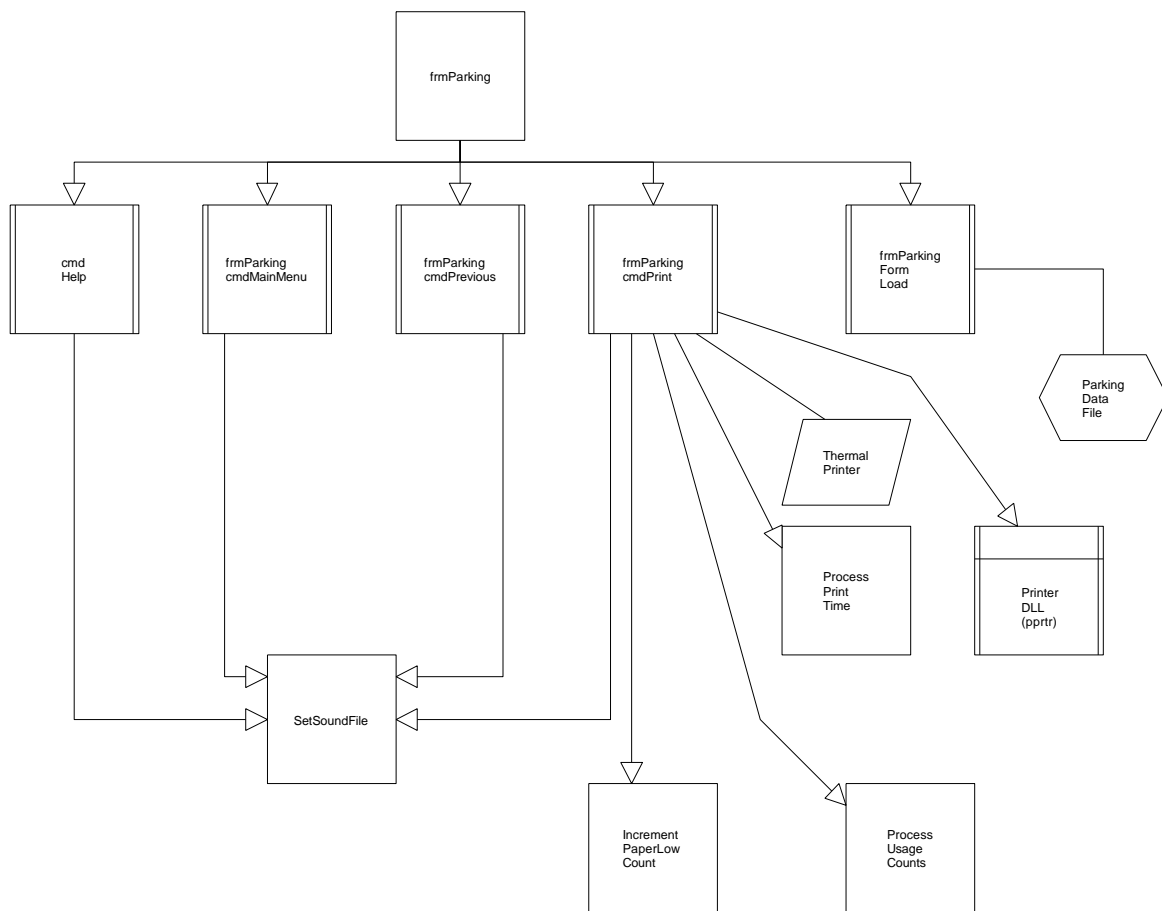 frmParking
cmd
Help
frmParking
cmdMainMenu
frmParking
cmdPrevious
frmParking
cmdPrint
frmParking
Form
Load
Parking
Data
File
Thermal
Printer
Process
Print
Time
Printer
DLL
(pprtr)
SetSoundFile
Increment
PaperLow
Count
Process
Usage
Counts